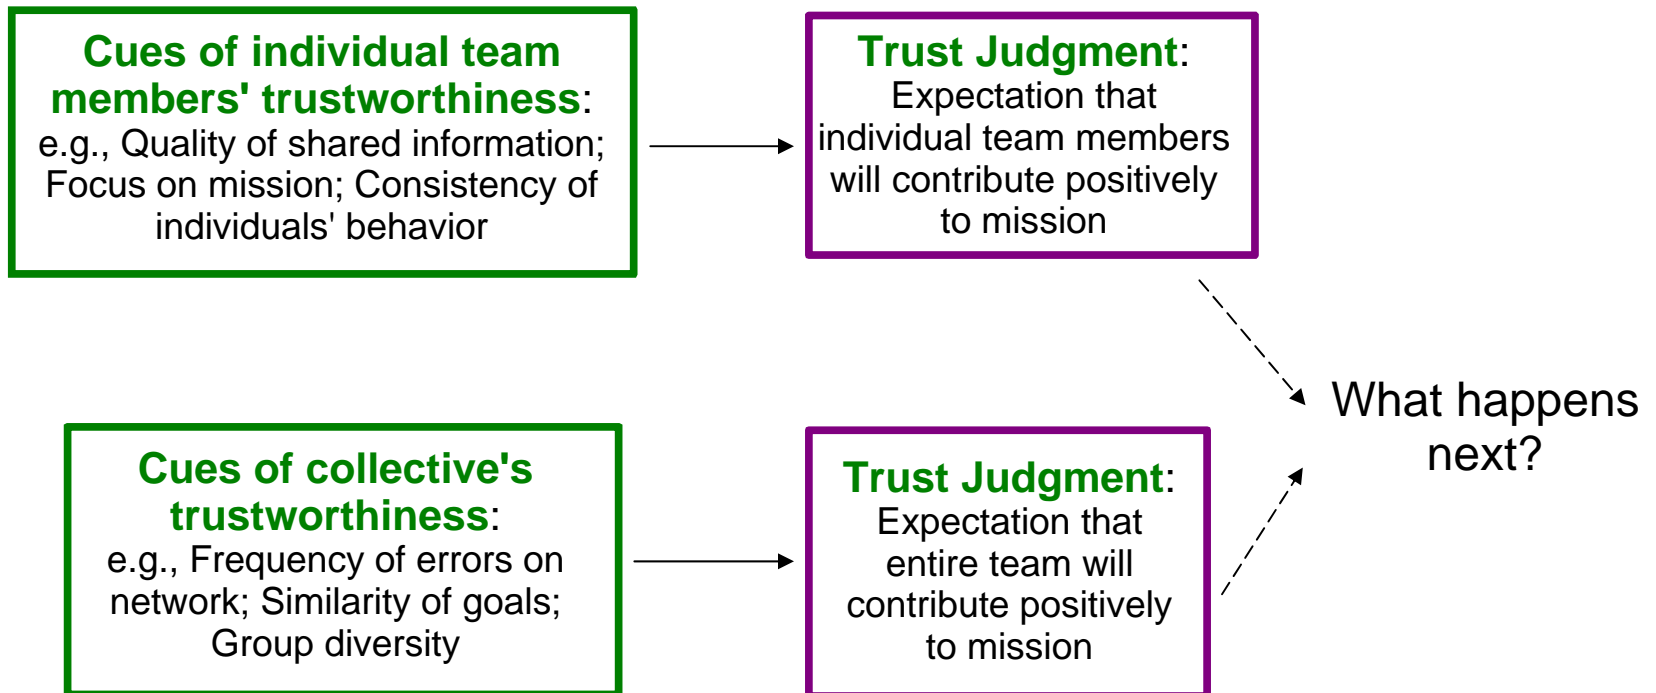 Cues of individual team
members' trustworthiness:
e.g., Quality of shared information;
Focus on mission; Consistency of
individuals' behavior
Trust Judgment:
Expectation that
individual team members
will contribute positively
to mission
What happens
next?
Cues of collective's
trustworthiness:
e.g., Frequency of errors on
network; Similarity of goals;
Group diversity
Trust Judgment:
Expectation that
entire team will
contribute positively
to mission